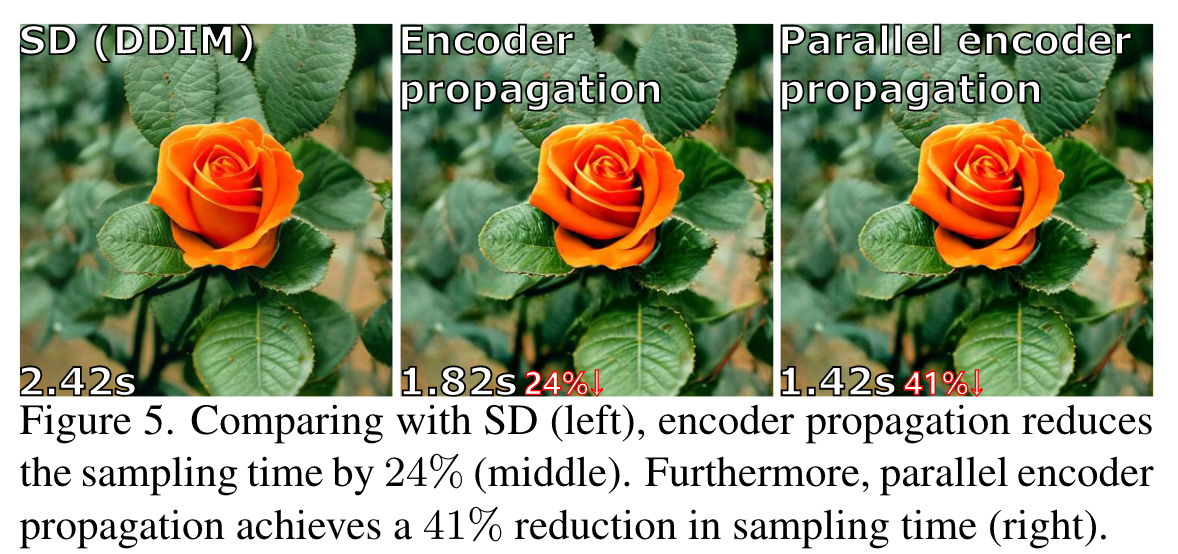 SD (DDIM)
Encoder
propagation
Parallel encoder
propagation
2.42s
1.82s 24%↓
1.42s 41%↓
Figure 5. Comparing with SD (left), encoder propagation reduces
the sampling time by 24% (middle). Furthermore, parallel encoder
propagation achieves a 41% reduction in sampling time (right).